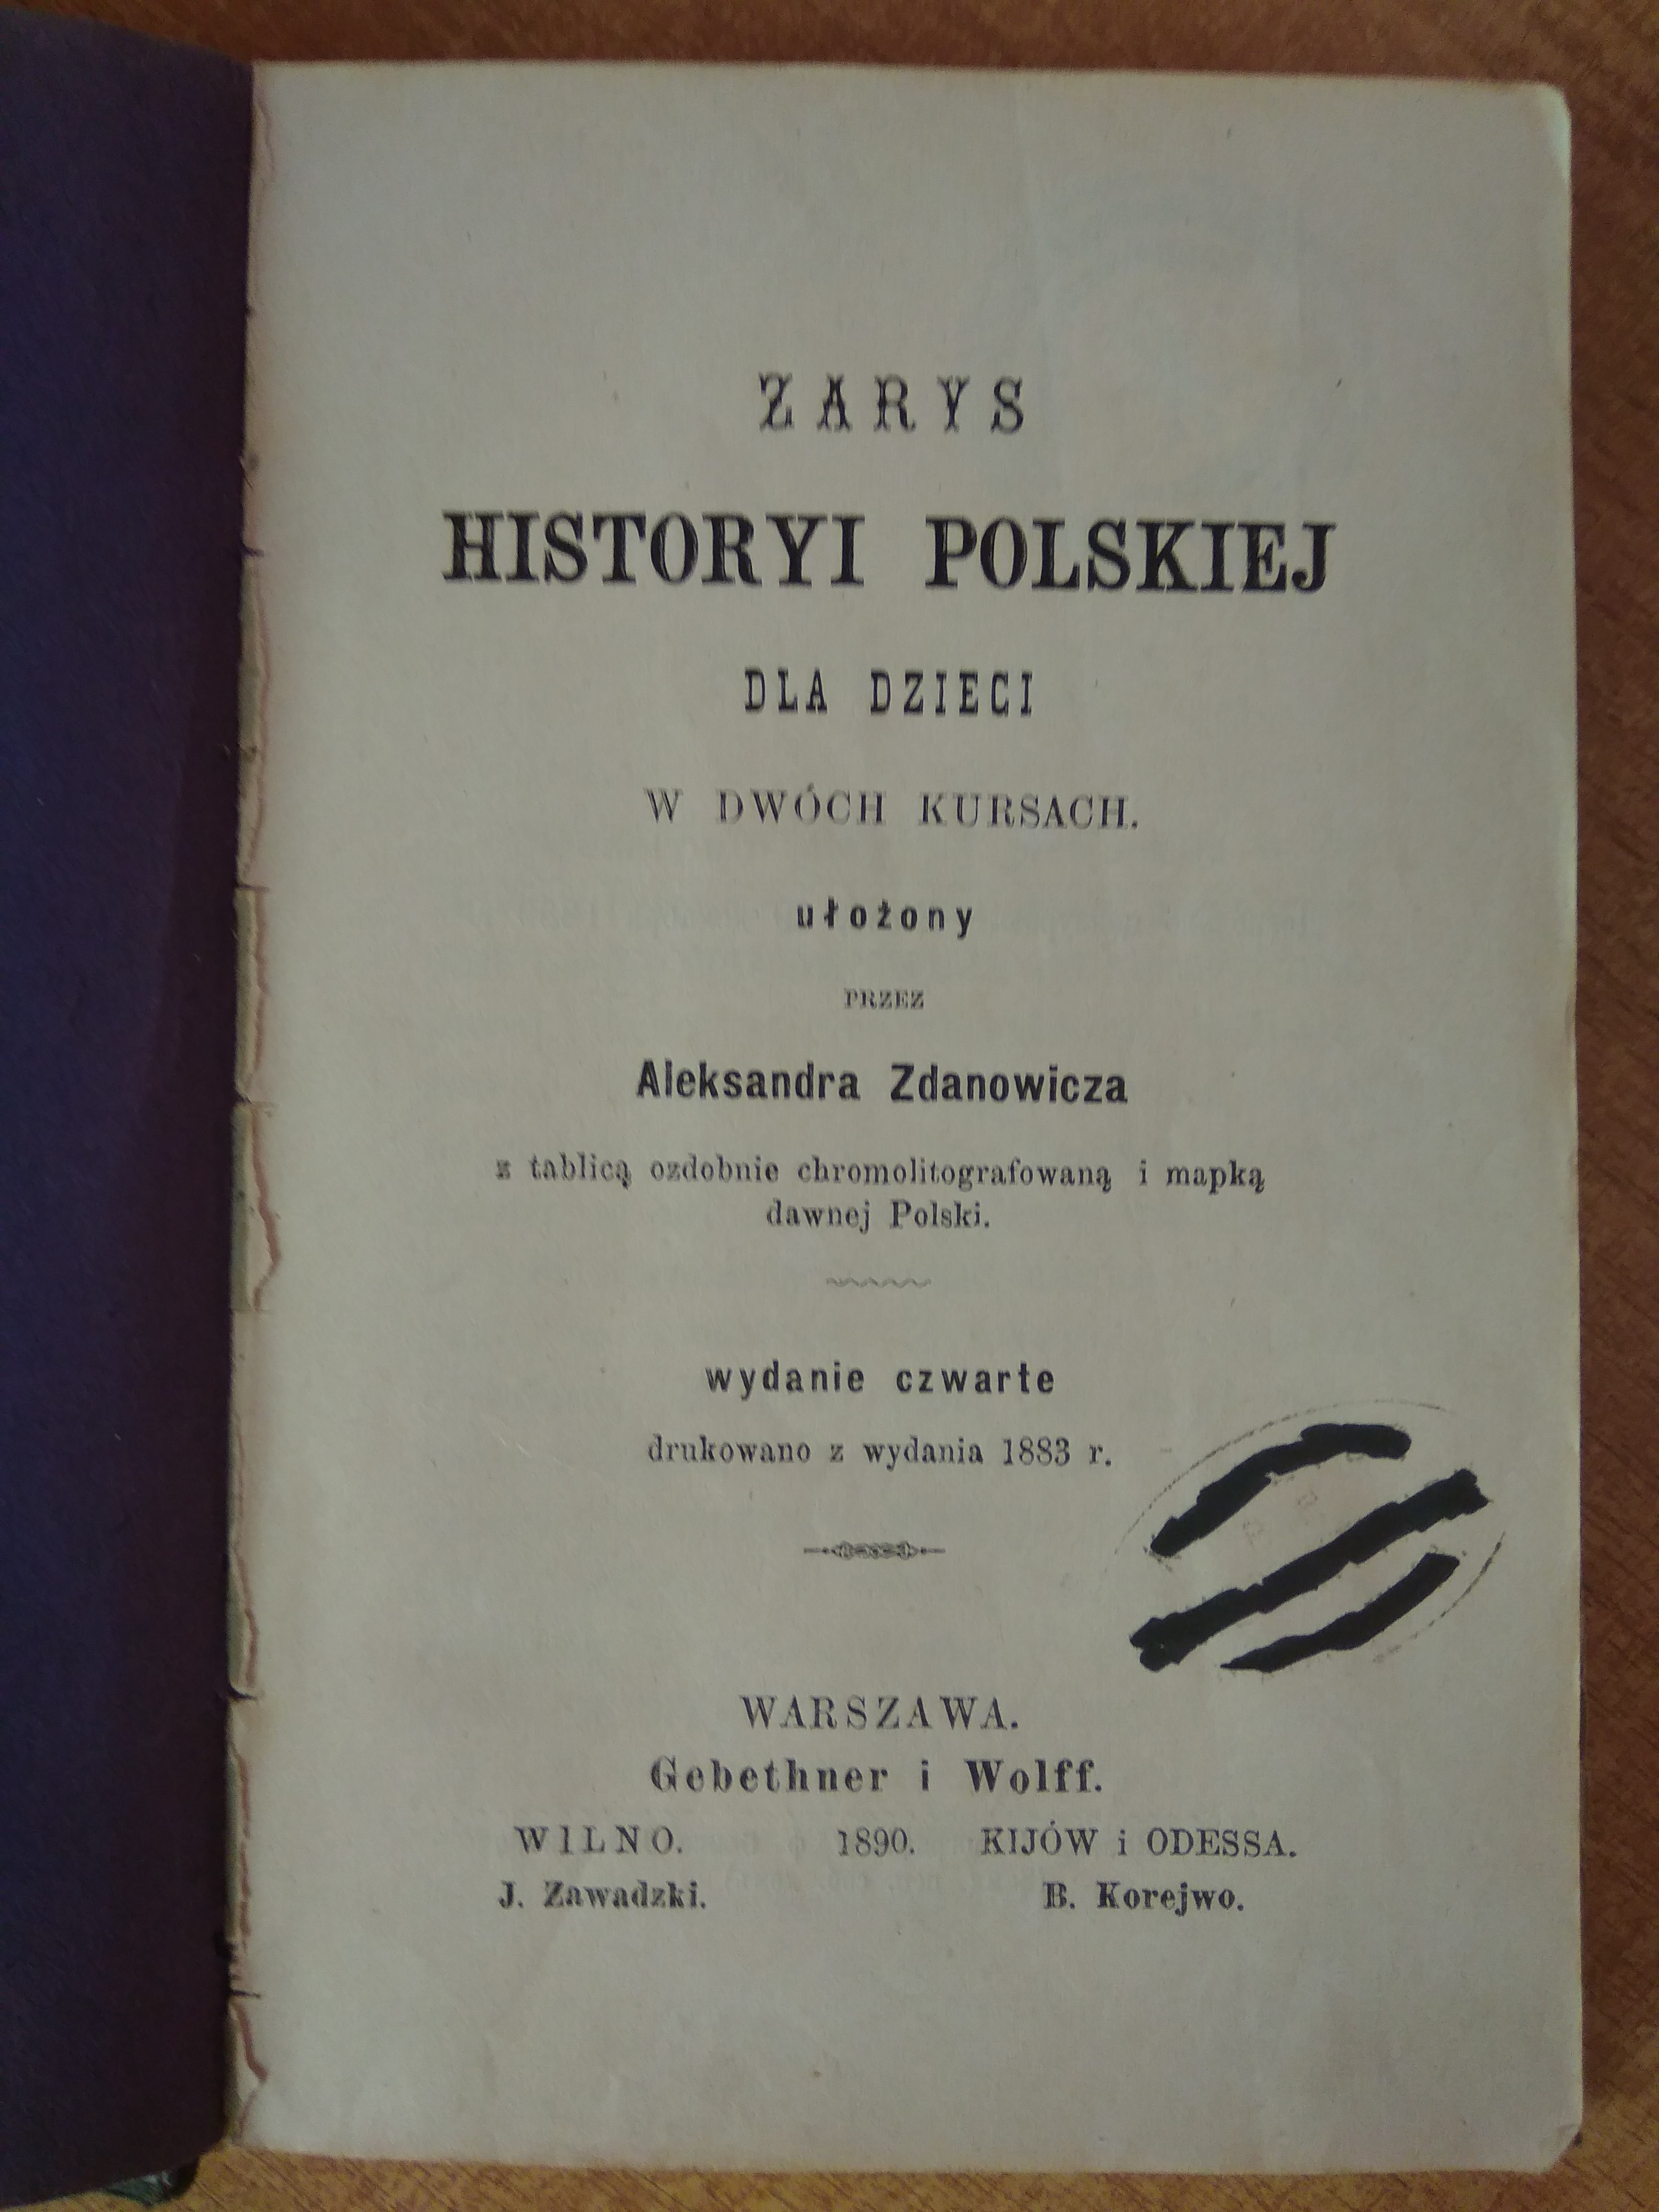 ZARYS
HISTORYI POLSKIEJ
DLA DZIECI
W DWÓCH KURSACH.
ułożony
PRZEZ
Aleksandra Zdanowicza
z tablicą ozdobnie chromolitografowaną i mapką
dawnej Polski.
wydanie czwarte
drukowano z wydania 1883 r.
WARSZAWA.
Gebethner i Wolff.
WILNO. 1890. KIJÓW i ODESSA.
J. Zawadzki. B. Korejwo.